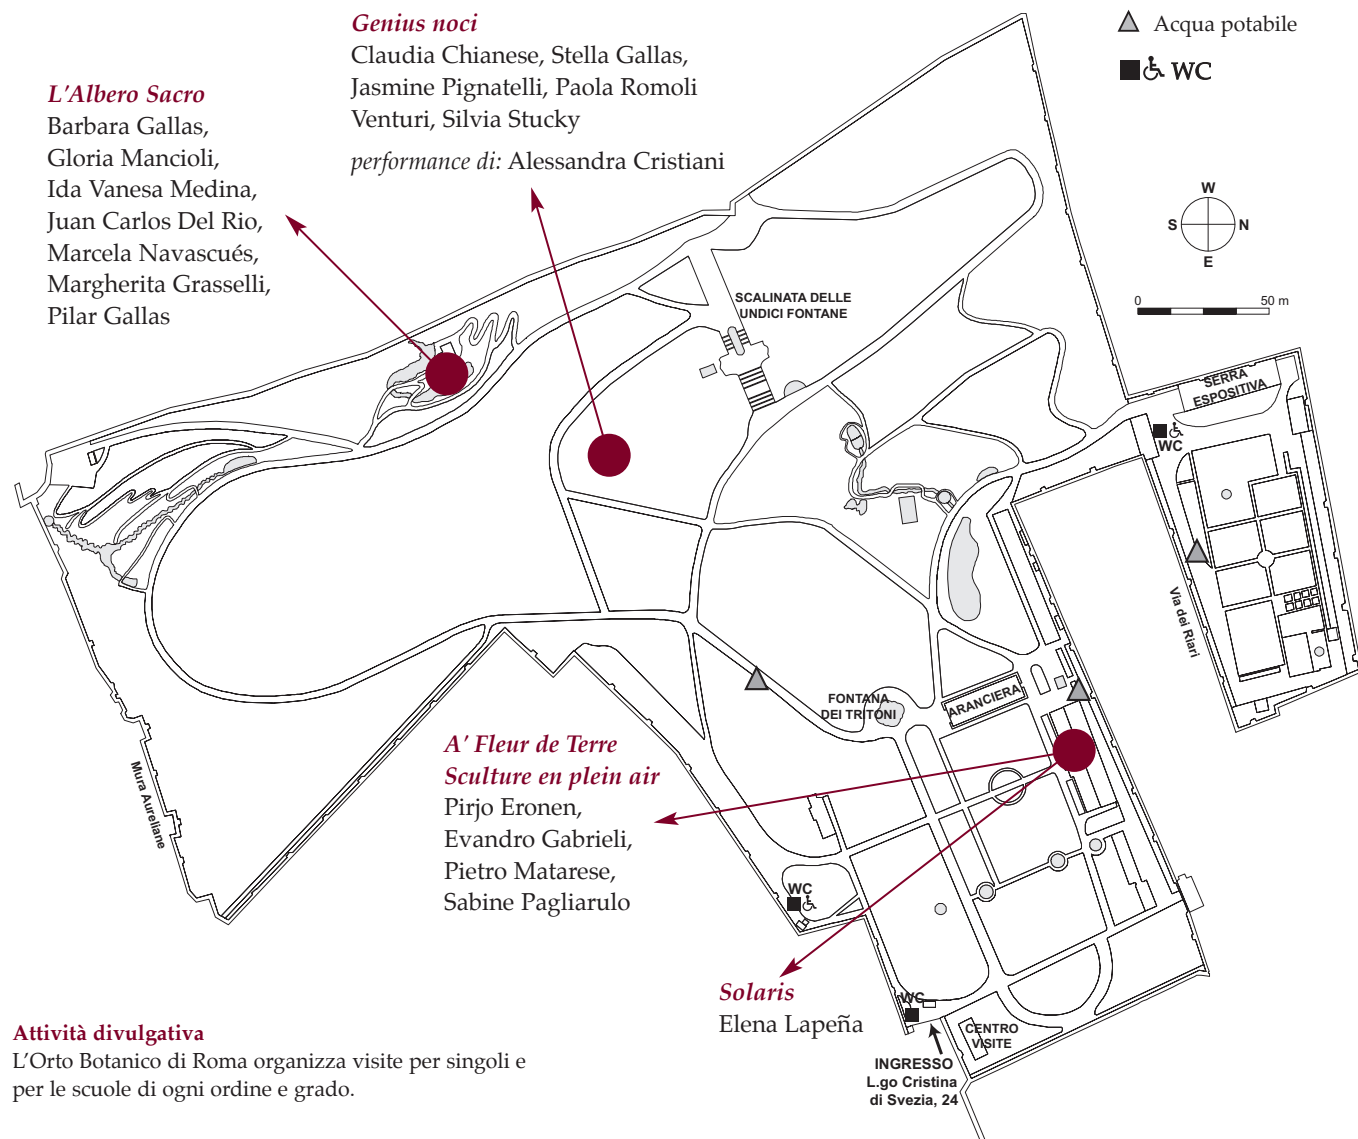 Genius noci
Claudia Chianese, Stella Gallas,
Jasmine Pignatelli, Paola Romoli
Venturi, Silvia Stucky
performance di: Alessandra Cristiani
Acqua potabile
WC
L'Albero Sacro
Barbara Gallas,
Gloria Mancioli,
Ida Vanesa Medina,
Juan Carlos Del Rio,
Marcela Navascués,
Margherita Grasselli,
Pilar Gallas
W
S
N
E
0
50 m
SCALINATA DELLE
UNDICI FONTANE
SERRA
ESPOSITIVA
WC
Via dei Riari
Mura Aureliane
FONTANA
DEI TRITONI
ARANCIERA
A' Fleur de Terre
Sculture en plein air
Pirjo Eronen,
Evandro Gabrieli,
Pietro Matarese,
Sabine Pagliarulo
WC
Solaris
Elena Lapeña
WC
CENTRO
VISITE
INGRESSO
L.go Cristina
di Svezia, 24
Attività divulgativa
L'Orto Botanico di Roma organizza visite per singoli e
per le scuole di ogni ordine e grado.